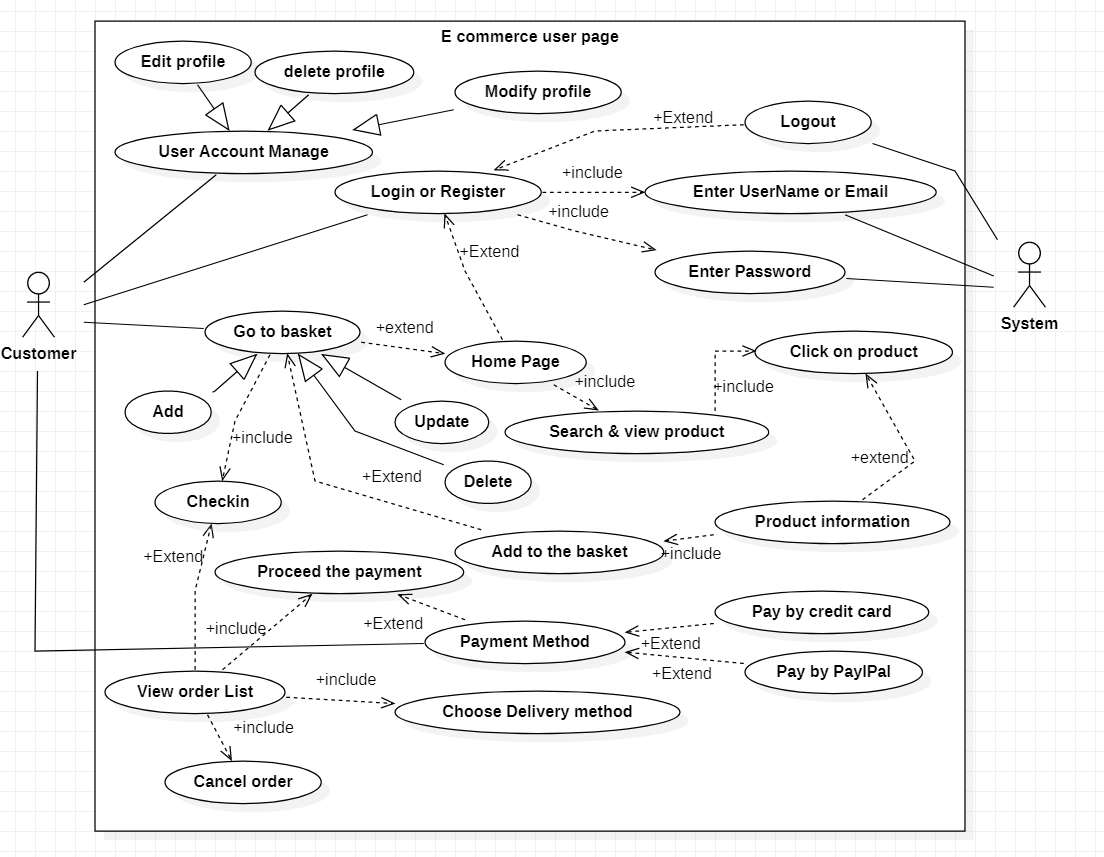 E commerce user page
Edit profile
delete profile
Modify profile
+Extend
Logout
User Account Manage
+include
Login or Register
Enter UserName or Email
+include
+Extend
Enter Password
Customer
System
Go to basket
+extend
Home Page
Click on product
+include
+include
Add
Update
Search & view product
+include
+extend
+Extend
Delete
Checkin
Product information
+Extend
Add to the basket
+include
Proceed the payment
Pay by credit card
+include
+Extend
Payment Method
+Extend
+Extend
Pay by PaylPal
+include
View order List
Choose Delivery method
+include
Cancel order